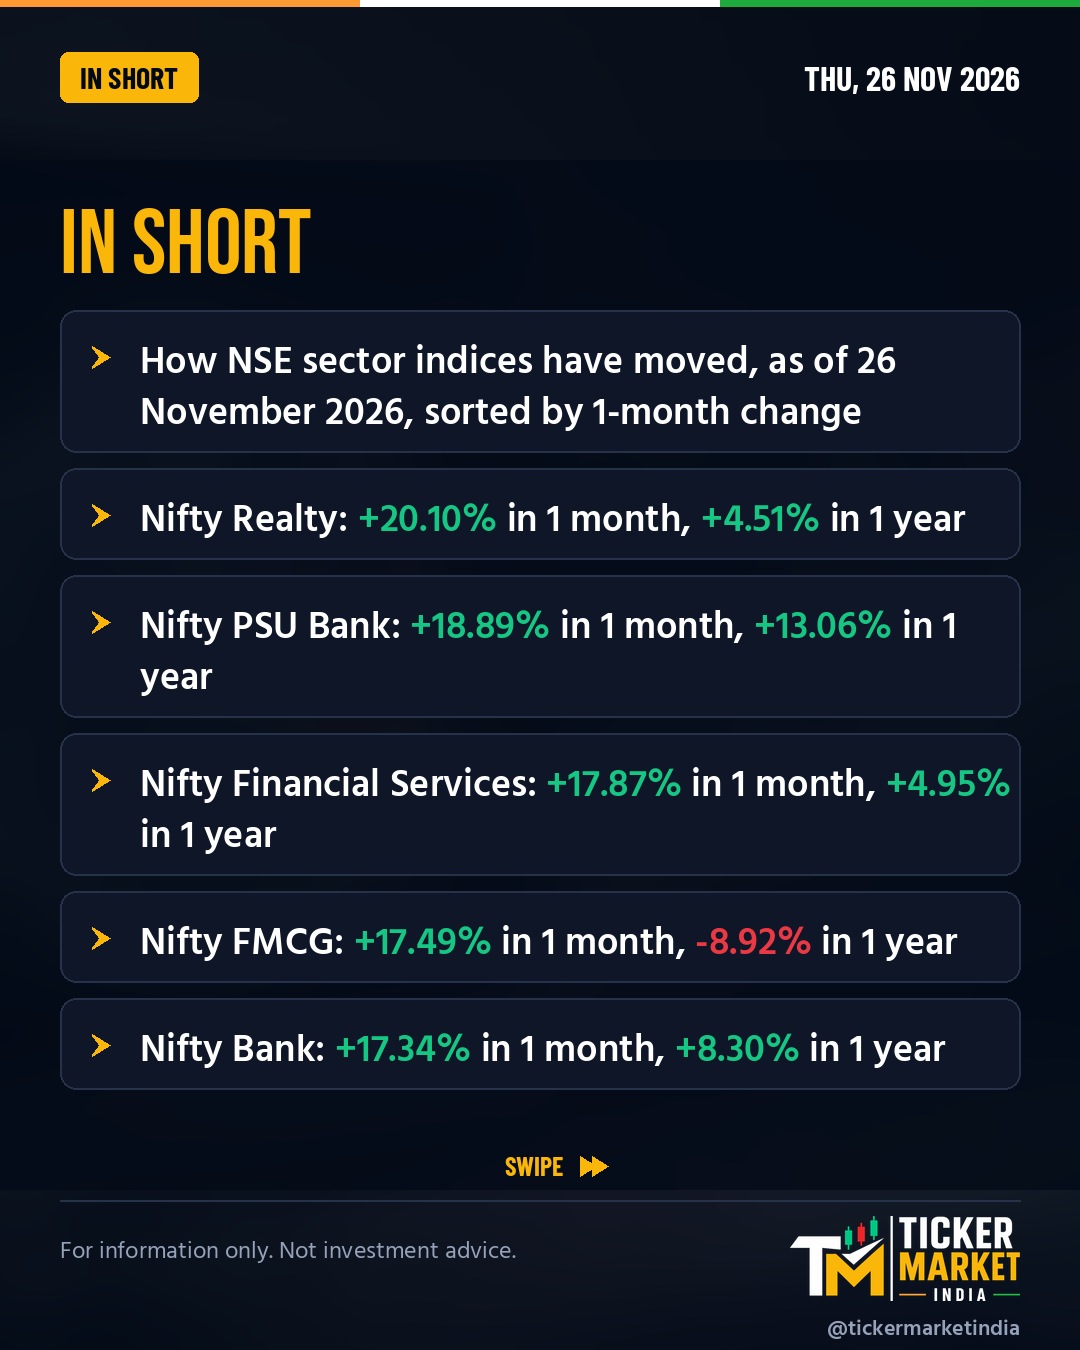 IN SHORT
THU, 26 NOV 2026
IN SHORT
How NSE sector indices have moved, as of 26
November 2026, sorted by 1-month change
Nifty Realty: +20.10% in 1 month, +4.51% in 1 year
Nifty PSU Bank: +18.89% in 1 month, +13.06% in 1
year
Nifty Financial Services: +17.87% in 1 month, +4.95%
in 1 year
Nifty FMCG: +17.49% in 1 month, -8.92% in 1 year
Nifty Bank: +17.34% in 1 month, +8.30% in 1 year
SWIPE
For information only. Not investment advice.
TM
TICKER
MARKET
INDIA
@tickermarketindia